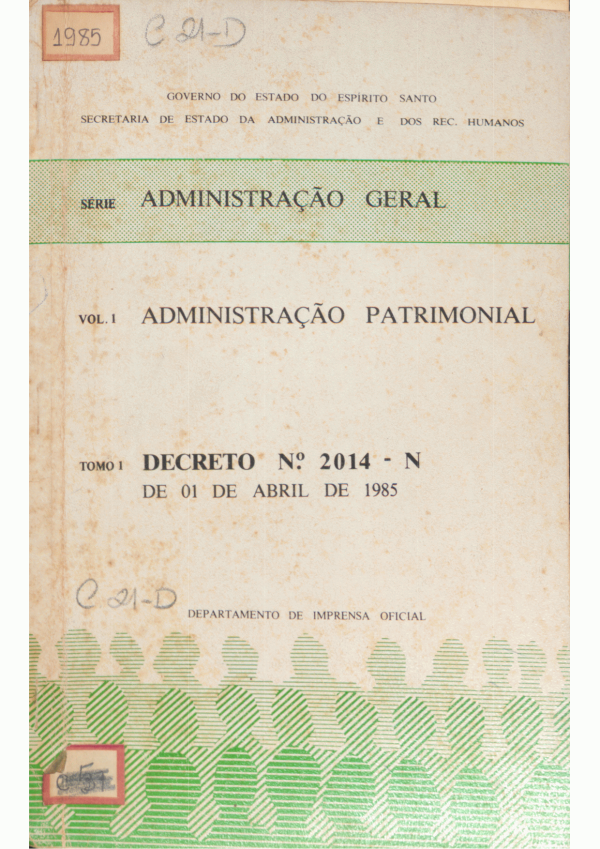 1985 C 21-D
GOVERNO DO ESTADO DO ESPÍRITO SANTO
SECRETARIA DE ESTADO DA ADMINISTRAÇÃO E DOS REC. HUMANOS
SÉRIE ADMINISTRAÇÃO GERAL
VOL. I ADMINISTRAÇÃO PATRIMONIAL
TOMO I DECRETO Nº 2014 - N
DE 01 DE ABRIL DE 1985
C 21-D
DEPARTAMENTO DE IMPRENSA OFICIAL